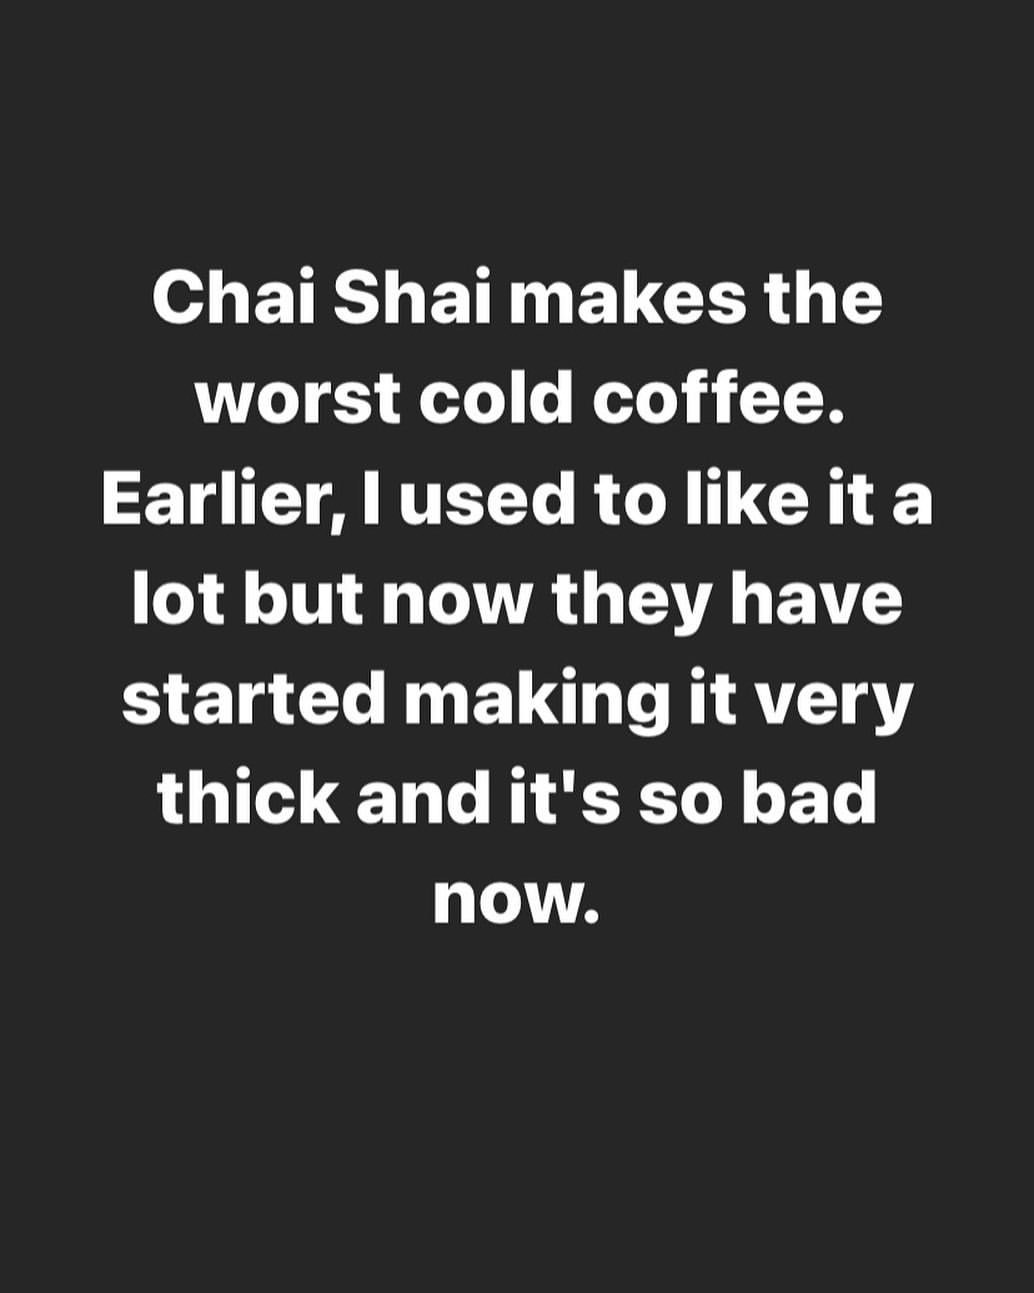 Chai Shai makes the
worst cold coffee.
Earlier, I used to like it a
lot but now they have
started making it very
thick and it's so bad
now.